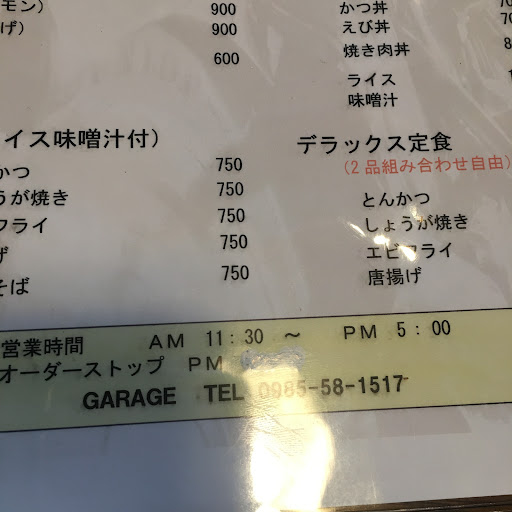 モン） 900
げ） 900
600
かつ丼
えび丼
焼き肉丼
ライス
味噌汁
イス味噌汁付）
かつ 750
うが焼き 750
フライ 750
げ 750
そば 750
デラックス定食
（2品組み合わせ自由）
とんかつ
しょうが焼き
エビフライ
唐揚げ
営業時間 AM 11：30 ～ PM 5：00
オーダーストップ PM
GARAGE TEL 0985-58-1517